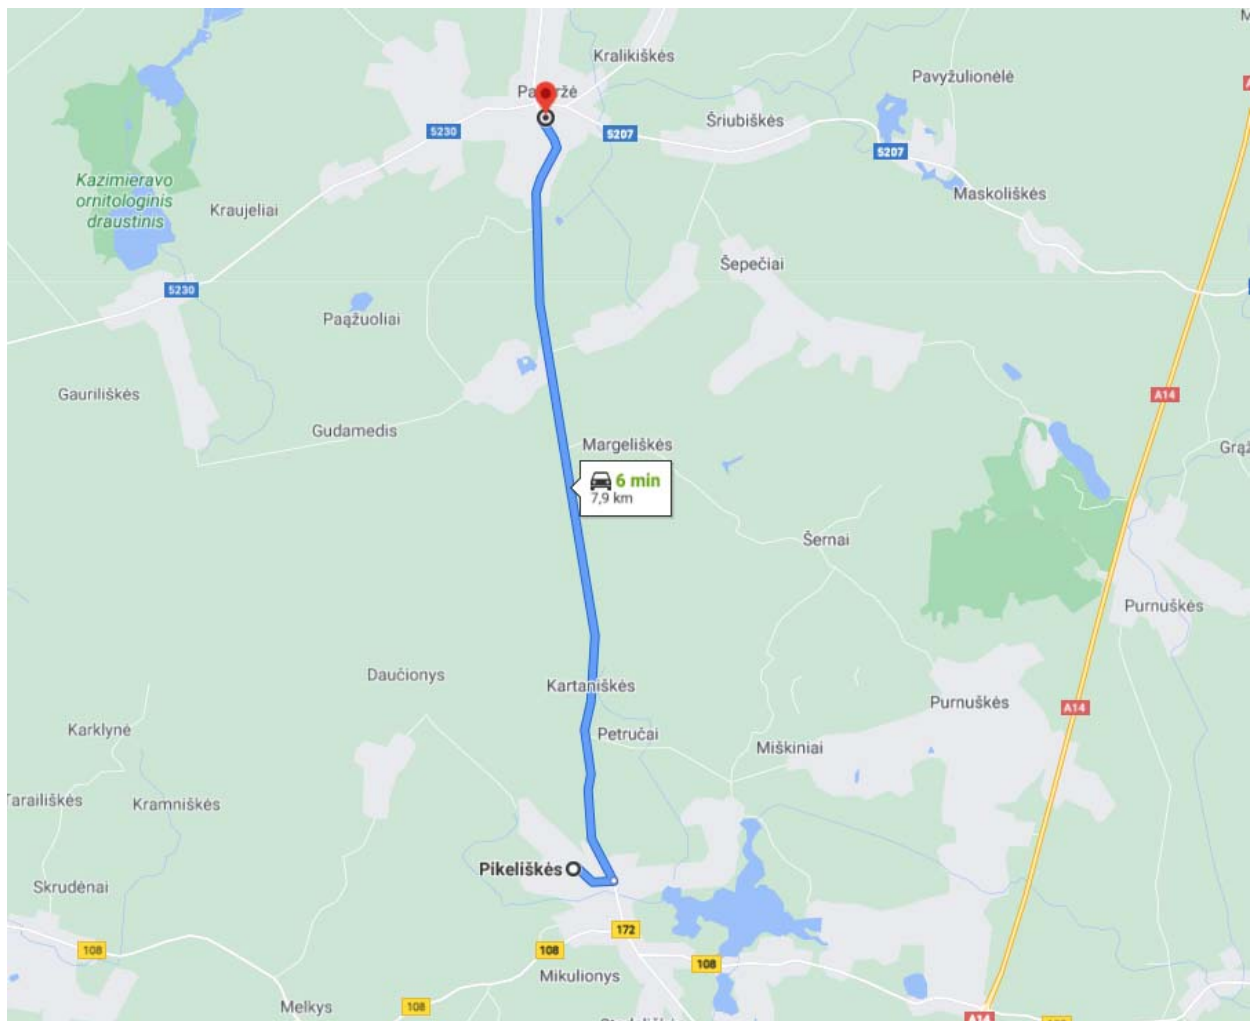 Kralikiškės
Pavyžulionėlė
5230
5207
Šriubiškės
5207
Kazimieravo
ornitologinis
draustinis
Kraujeliai
Maskoliškės
Šepečiai
5230
Paąžuoliai
Gauriliškės
A14
Gudamedis
Margeliškės
6 min
7,9 km
Šernai
Purnuškės
Daučionys
Kartaniškės
Purnuškės
A14
Karklynė
Petručai
Miškiniai
Tarailiškės
Kramniškės
Pikeliškės
Skrudėnai
172
108
108
108
Mikulionys
Melkys
108
A14